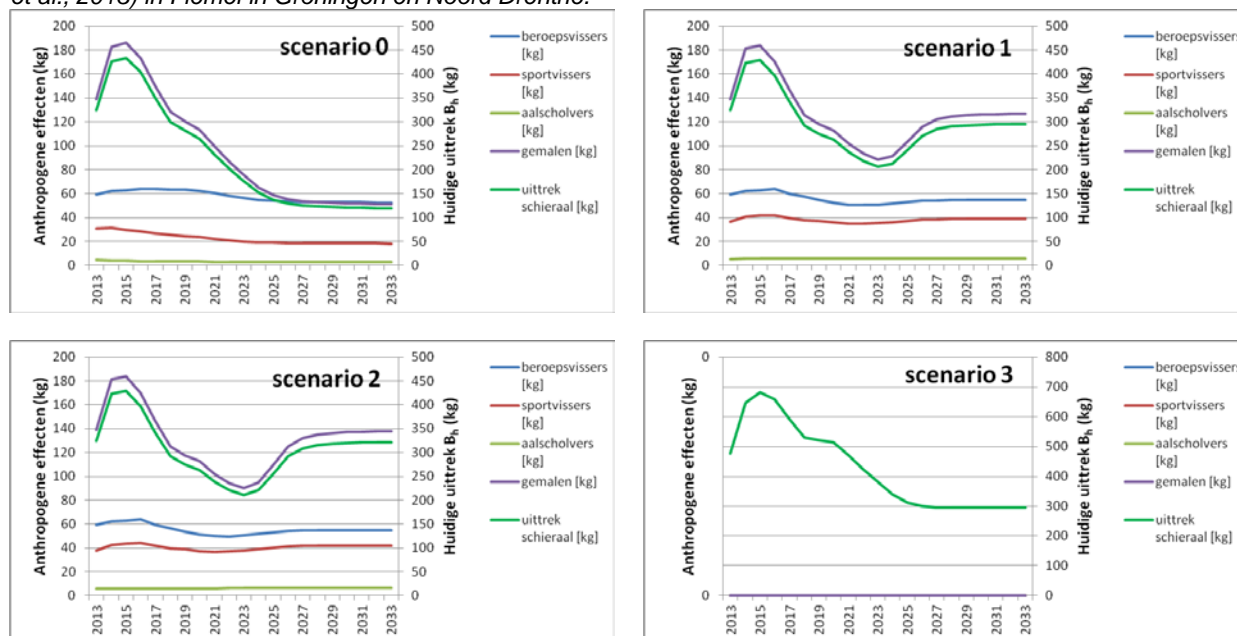 et al., 2013) in Fiemel in Groningen en Noord Drenthe.
scenario 0
Anthropogene effecten (kg)
200
180
160
140
120
100
80
60
40
20
0
500
450
400
350
300
250
200
150
100
50
0
Huidige uittrek Bh (kg)
2013
2015
2017
2019
2021
2023
2025
2027
2029
2031
2033
beroepsvissers
[kg]
sportvissers
[kg]
aalscholvers
[kg]
gemalen [kg]
uittrek
schieraal [kg]
scenario 1
Anthropogene effecten (kg)
200
180
160
140
120
100
80
60
40
20
0
500
450
400
350
300
250
200
150
100
50
0
Huidige uittrek Bh (kg)
2013
2015
2017
2019
2021
2023
2025
2027
2029
2031
2033
beroepsvissers
[kg]
sportvissers
[kg]
aalscholvers
[kg]
gemalen [kg]
uittrek
schieraal [kg]
scenario 2
Anthropogene effecten (kg)
200
180
160
140
120
100
80
60
40
20
0
500
450
400
350
300
250
200
150
100
50
0
Huidige uittrek Bh (kg)
2013
2015
2017
2019
2021
2023
2025
2027
2029
2031
2033
beroepsvissers
[kg]
sportvissers
[kg]
aalscholvers
[kg]
gemalen [kg]
uittrek
schieraal [kg]
scenario 3
Anthropogene effecten (kg)
0
0
800
700
600
500
400
300
200
100
0
Huidige uittrek Bh (kg)
2013
2015
2017
2019
2021
2023
2025
2027
2029
2031
2033
beroepsvissers
[kg]
sportvissers
[kg]
aalscholvers
[kg]
gemalen [kg]
uittrek
schieraal [kg]